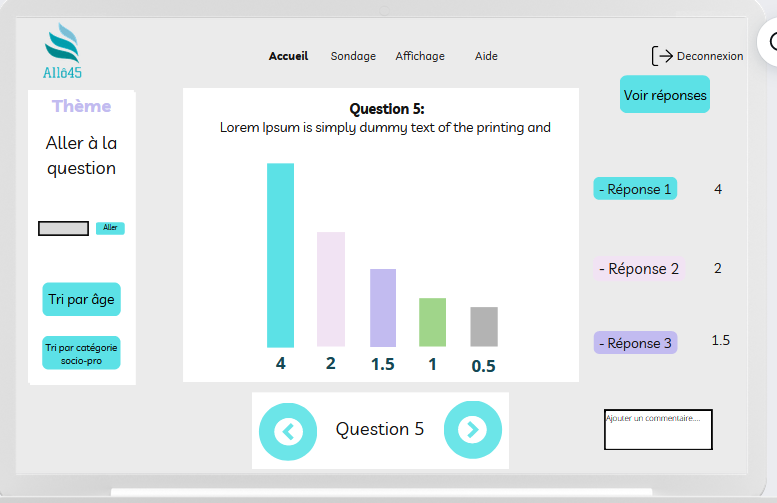 Allô45
Accueil
Sondage
Affichage
Aide
Deconnexion
Thème
Aller à la
question
Aller
Tri par âge
Tri par catégorie
socio-pro
Question 5:
Lorem Ipsum is simply dummy text of the printing and
4
2
1.5
1
0.5
Question 5
Voir réponses
- Réponse 1
4
- Réponse 2
2
- Réponse 3
1.5
Ajouter un commentaire....